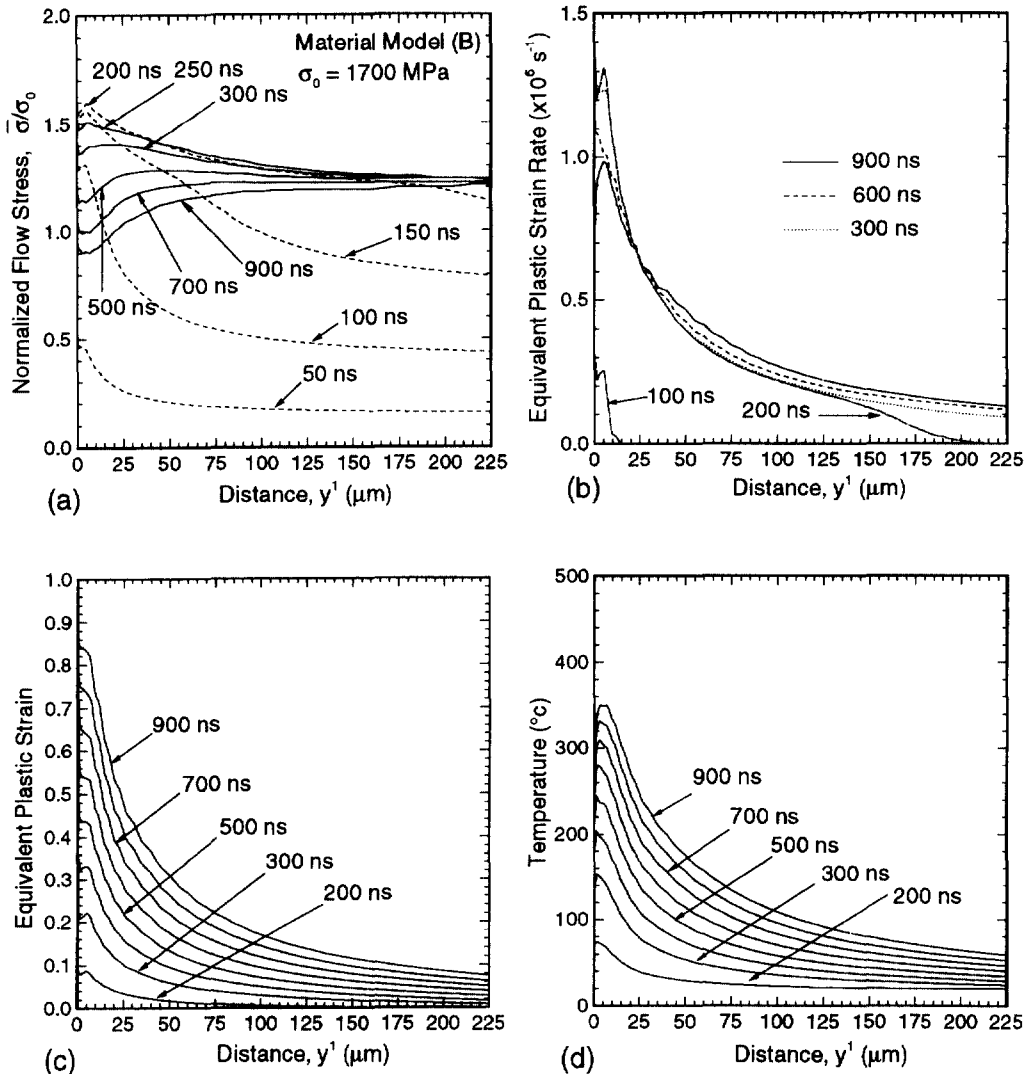 2.0
1.5
1.0
0.5
0.0
Normalized Flow Stress, σ̄/σ₀
Material Model (B)
σ₀ = 1700 MPa
200 ns
250 ns
300 ns
150 ns
900 ns
700 ns
500 ns
100 ns
50 ns
0 25 50 75 100 125 150 175 200 225
Distance, y¹ (μm)
(a)
1.5
1.0
0.5
0.0
Equivalent Plastic Strain Rate (x10⁶ s⁻¹)
900 ns
600 ns
300 ns
100 ns
200 ns
0 25 50 75 100 125 150 175 200 225
Distance, y¹ (μm)
(b)
1.0
0.9
0.8
0.7
0.6
0.5
0.4
0.3
0.2
0.1
0.0
Equivalent Plastic Strain
900 ns
700 ns
500 ns
300 ns
200 ns
0 25 50 75 100 125 150 175 200 225
Distance, y¹ (μm)
(c)
500
400
300
200
100
0
Temperature (°c)
900 ns
700 ns
500 ns
300 ns
200 ns
0 25 50 75 100 125 150 175 200 225
Distance, y¹ (μm)
(d)